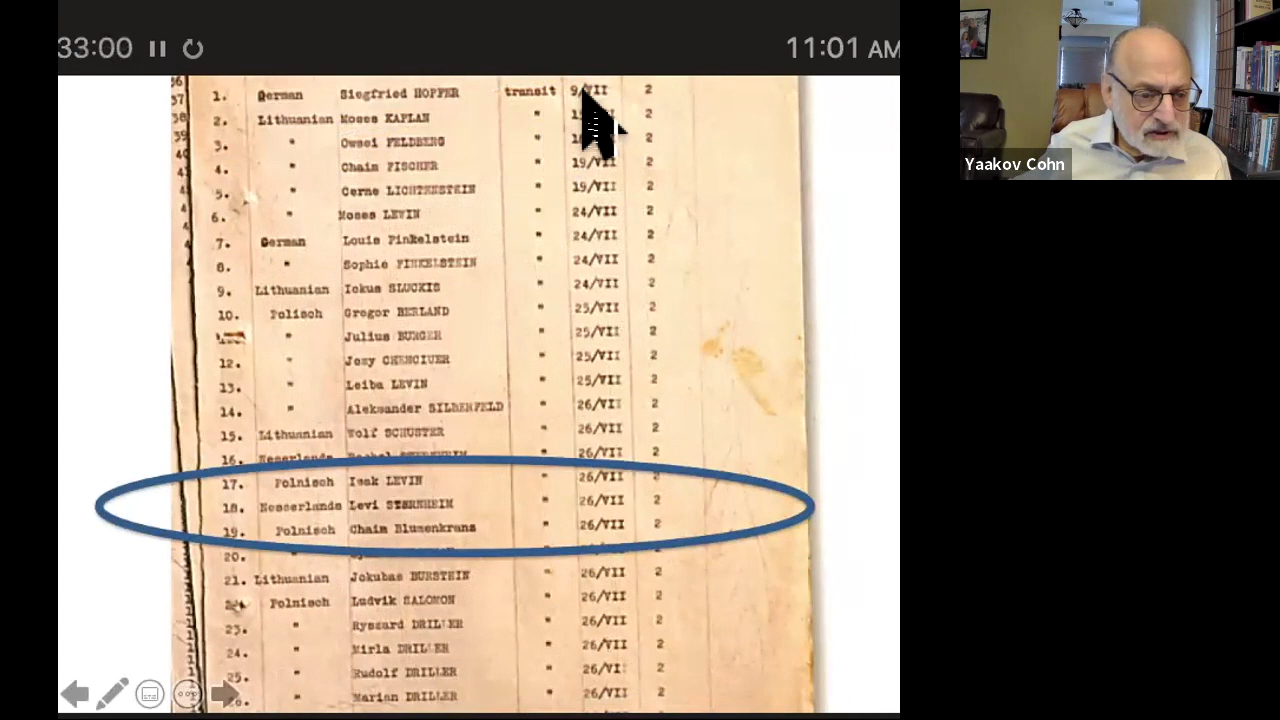 33:00
11:01 AM
1. German Siegfried HOPFER transit 9/VII 2
2. Lithuanian Moses KAPLAN " 2
3. " Owsei FELDBERG " 2
4. " Chaim FISCHER " 19/VII 2
5. " Cerne LICHTENSTEIN " 19/VII 2
6. " Moses LEVIN " 24/VII 2
7. German Louis Finkelstein " 24/VII 2
8. " Sophie FINKELSTEIN " 24/VII 2
9. Lithuanian Ickus SLUCKIS " 24/VII 2
10. Polisch Gregor BERLAND " 25/VII 2
" Julius BURGER " 25/VII 2
12. " Jozy CHENCIUER " 25/VII 2
13. " Leiba LEVIN " 25/VII 2
14. " Aleksander SILBERFELD " 26/VII 2
15. Lithuanian Wolf SCHUSTER " 26/VII 2
16. " 26/VII 2
17. Polnisch Isak LEVIN " 26/VII 2
18. Neserlands Levi STERNHEIM " 26/VII 2
19. Polnisch Chaim Blumenkrans " 26/VII 2
20. "
21. Lithuanian Jokubas BURSTEIN " 26/VII 2
Polnisch Ludvik SALOMON " 26/VII 2
23. " Ryszard DRILLER " 26/VII 2
24. " Mirla DRILLER " 26/VII 2
25. " Rudolf DRILLER " 26/VII 2
" Marian DRILLER " 26/VII 2
Yaakov Cohn